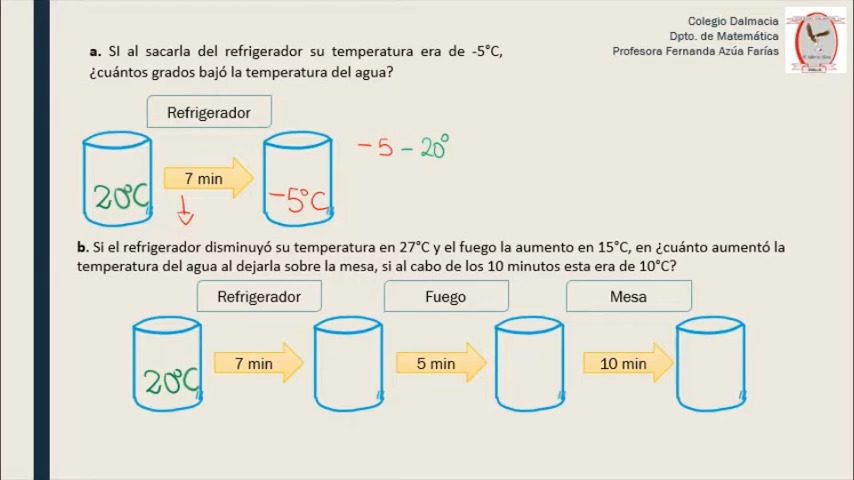 Colegio Dalmacia
Dpto. de Matemática
Profesora Fernanda Azúa Farías
a. SI al sacarla del refrigerador su temperatura era de -5°C,
¿cuántos grados bajó la temperatura del agua?
Refrigerador
20°C
7 min
-5°C
-5 - 20°
b. Si el refrigerador disminuyó su temperatura en 27°C y el fuego la aumento en 15°C, en ¿cuánto aumentó la
temperatura del agua al dejarla sobre la mesa, si al cabo de los 10 minutos esta era de 10°C?
Refrigerador
Fuego
Mesa
20°C
7 min
5 min
10 min